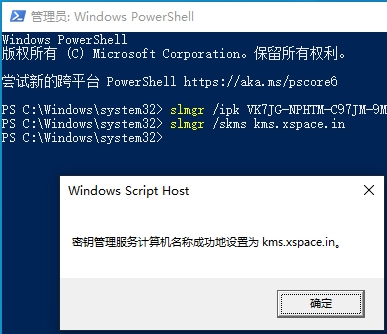 管理员: Windows PowerShell
Windows PowerShell
版权所有 (C) Microsoft Corporation。保留所有权利。
尝试新的跨平台 PowerShell https://aka.ms/pscore6
PS C:\Windows\system32> slmgr /ipk VK7JG-NPHTM-C97JM-9M
PS C:\Windows\system32> slmgr /skms kms.xspace.in
PS C:\Windows\system32>
Windows Script Host
密钥管理服务计算机名称成功地设置为 kms.xspace.in。
确定